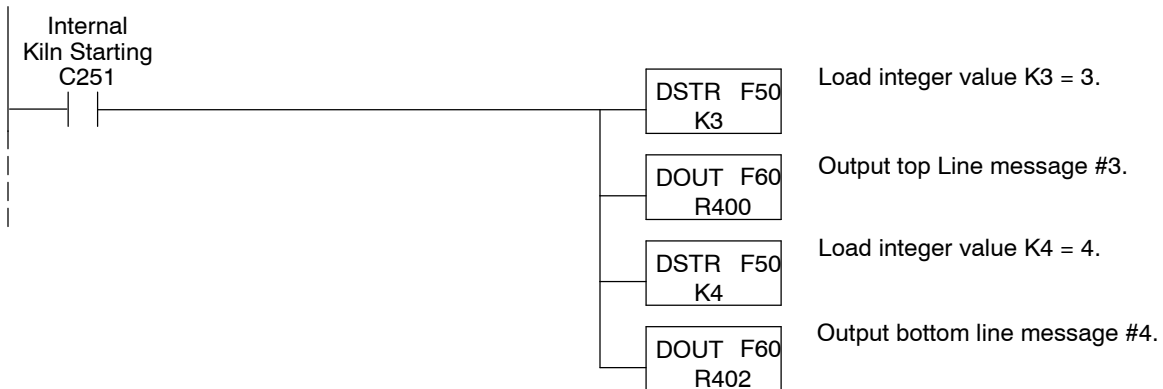 Internal
Kiln Starting
C251
DSTR F50
K3
Load integer value K3 = 3.
DOUT F60
R400
Output top Line message #3.
DSTR F50
K4
Load integer value K4 = 4.
DOUT F60
R402
Output bottom line message #4.